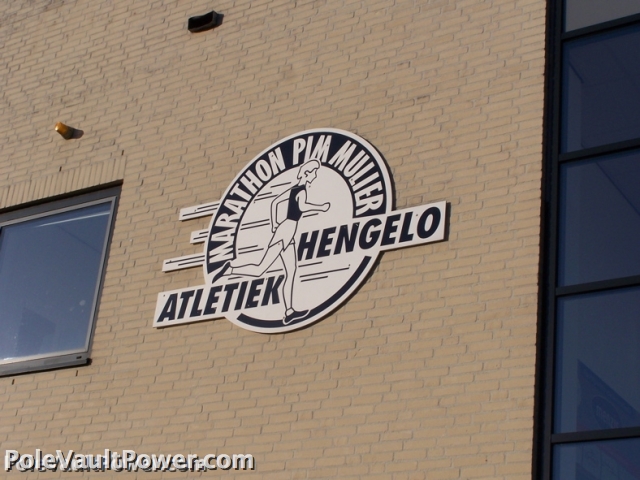 MARATHON PIM MULIER
ATLETIEK HENGELO
PoleVaultPower.com